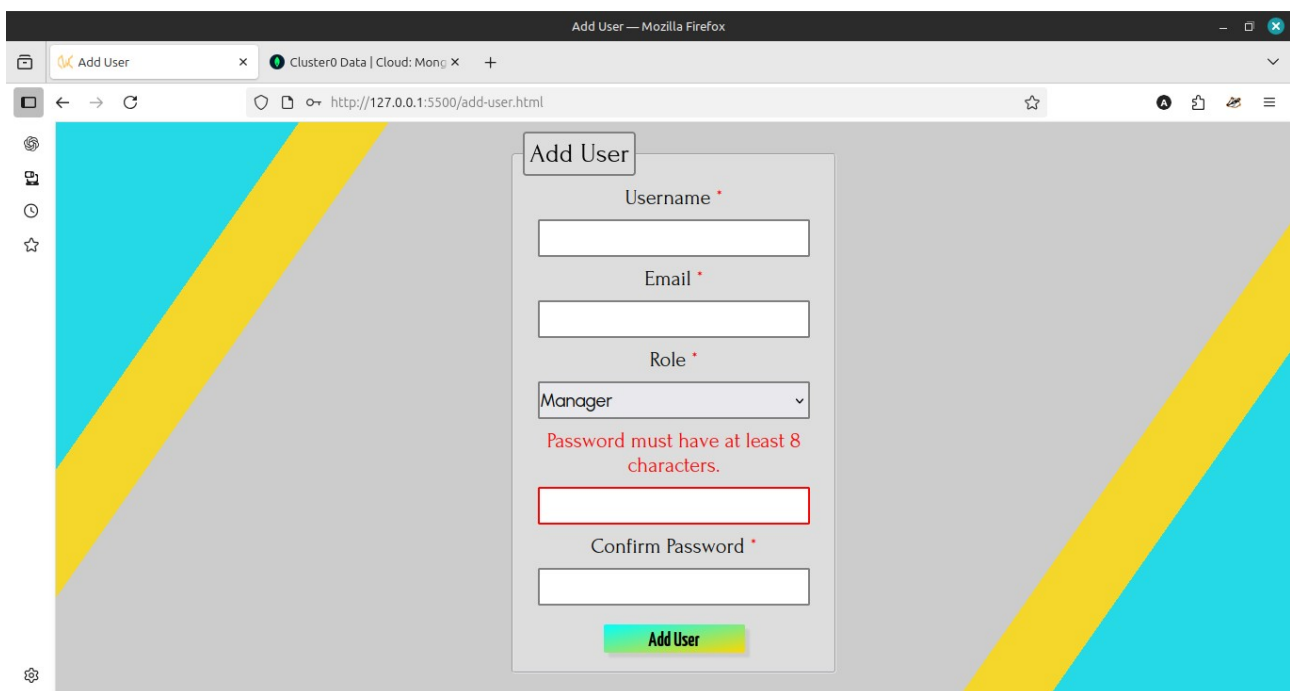 Add User — Mozilla Firefox
Add User
Cluster0 Data | Cloud: Mong
http://127.0.0.1:5500/add-user.html
Add User
Username *
Email *
Role *
Manager
Password must have at least 8
characters.
Confirm Password *
Add User